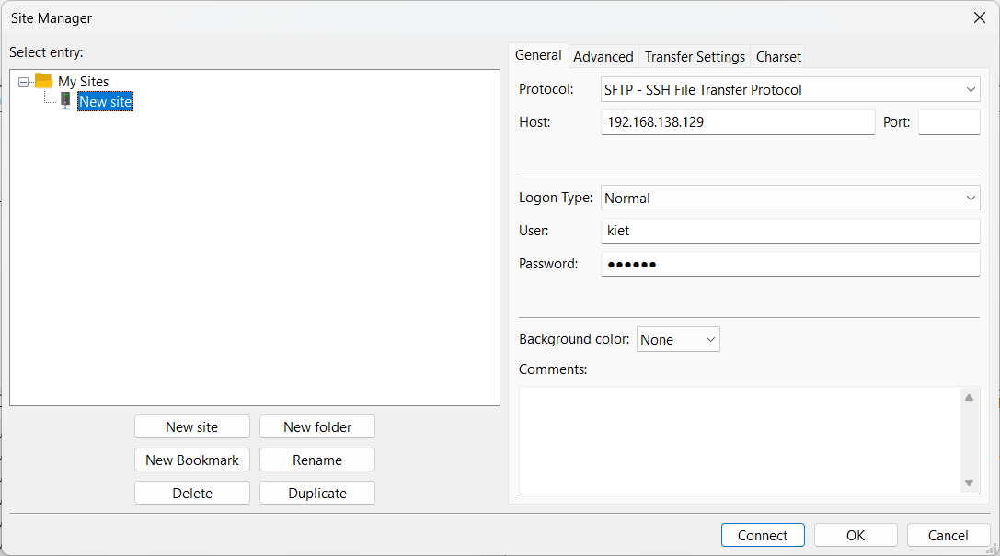 Site Manager
Select entry:
My Sites
New site
New site
New folder
New Bookmark
Rename
Delete
Duplicate
General
Advanced
Transfer Settings
Charset
Protocol:
SFTP - SSH File Transfer Protocol
Host:
192.168.138.129
Port:
Logon Type:
Normal
User:
kiet
Password:
●●●●●●
Background color:
None
Comments:
Connect
OK
Cancel